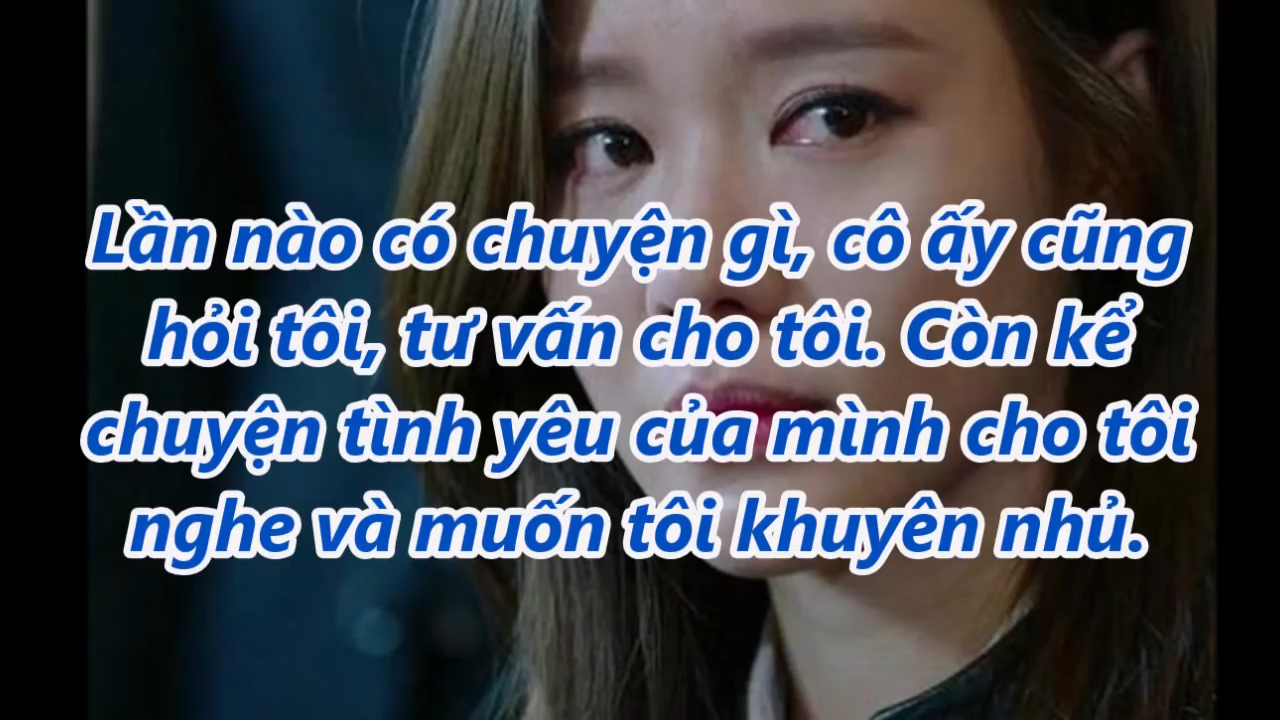 Lần nào có chuyện gì, cô ấy cũng
hỏi tôi, tư vấn cho tôi. Còn kể
chuyện tình yêu của mình cho tôi
nghe và muốn tôi khuyên nhủ.